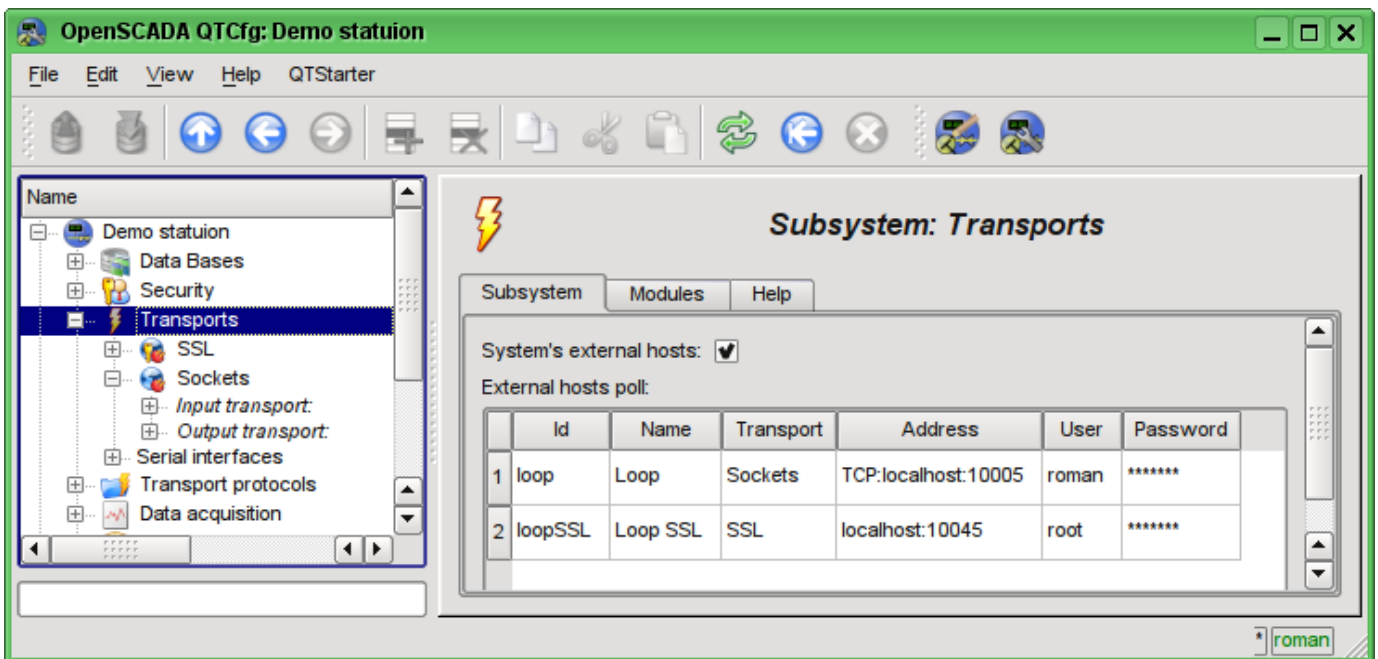 OpenSCADA QTCfg: Demo statuion
File Edit View Help QTStarter
Name
Demo statuion
Data Bases
Security
Transports
SSL
Sockets
Input transport:
Output transport:
Serial interfaces
Transport protocols
Data acquisition
Subsystem: Transports
Subsystem Modules Help
System's external hosts:
External hosts poll:
Id Name Transport Address User Password
1 loop Loop Sockets TCP:localhost:10005 roman *******
2 loopSSL Loop SSL SSL localhost:10045 root *******
* roman